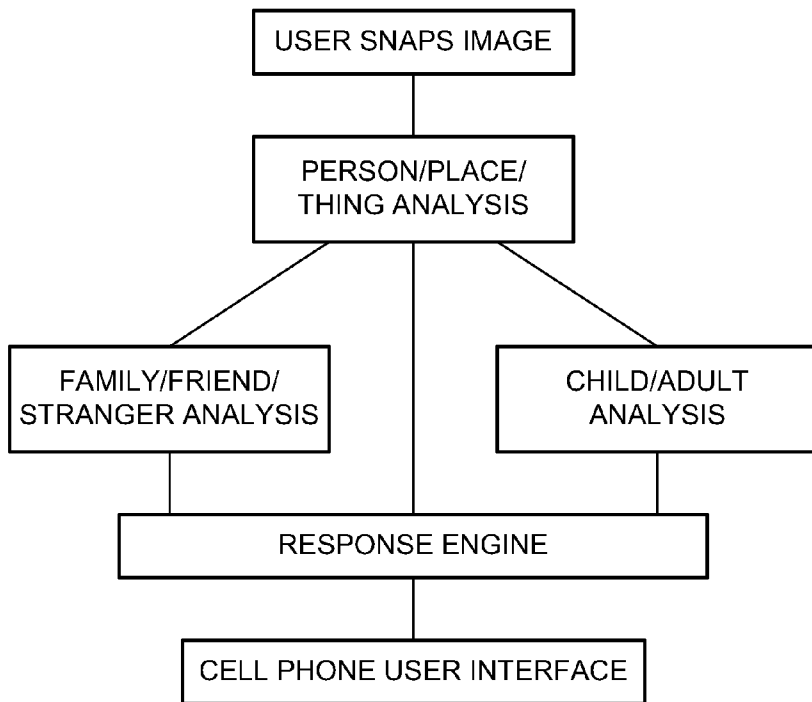 USER SNAPS IMAGE
PERSON/PLACE/
THING ANALYSIS
FAMILY/FRIEND/
STRANGER ANALYSIS
CHILD/ADULT
ANALYSIS
RESPONSE ENGINE
CELL PHONE USER INTERFACE